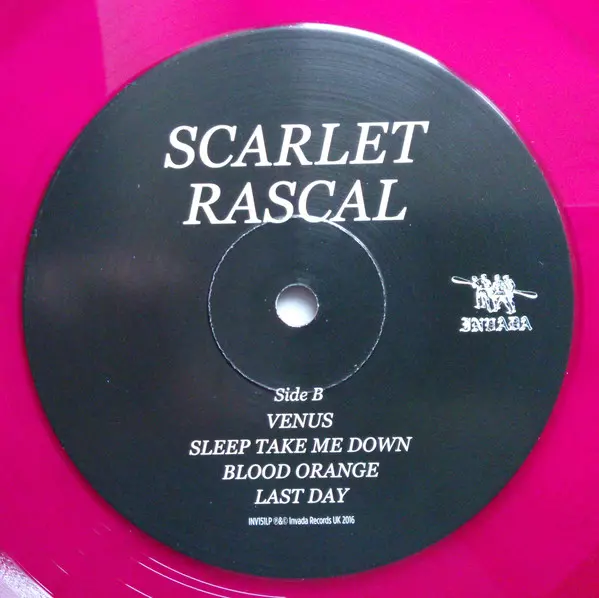 SCARLET
RASCAL
INVADA
Side B
VENUS
SLEEP TAKE ME DOWN
BLOOD ORANGE
LAST DAY
INV151LP ℗&© Invada Records UK 2016